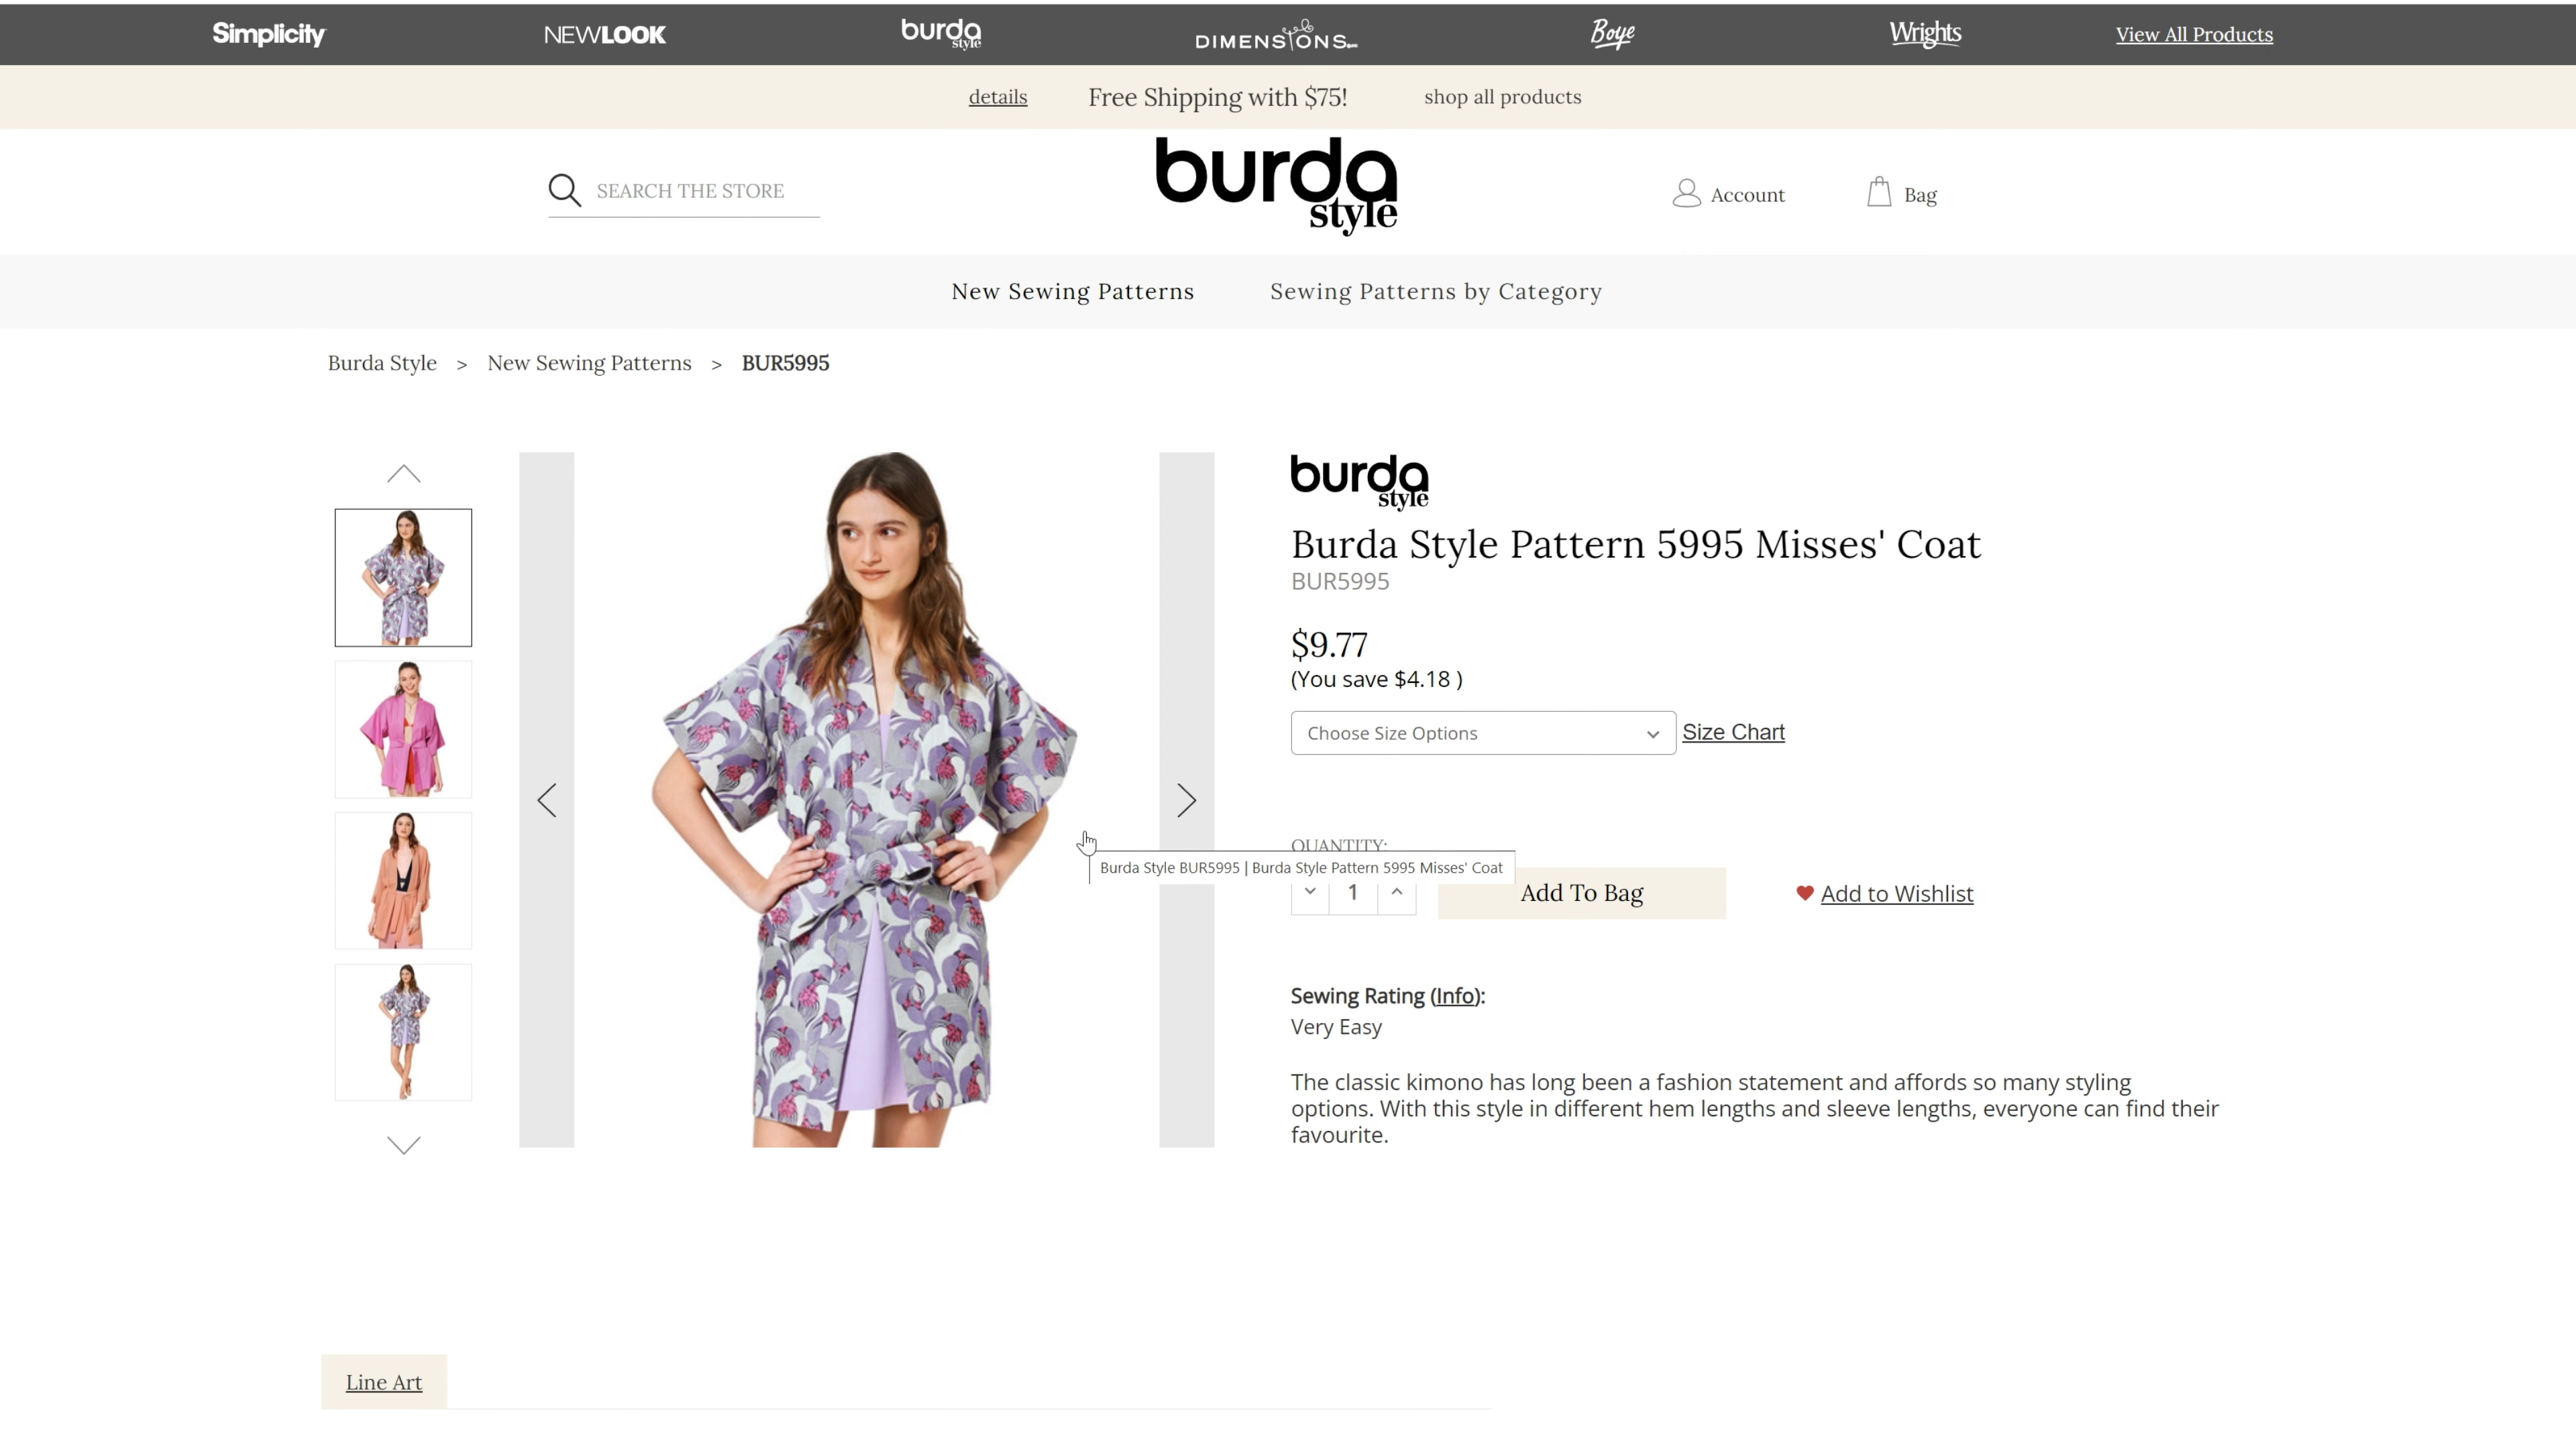 Simplicity
NEWLOOK
burda style
DIMENSIONS
Boye
Wrights
View All Products
details
Free Shipping with $75!
shop all products
SEARCH THE STORE
burda
style
Account
Bag
New Sewing Patterns
Sewing Patterns by Category
Burda Style > New Sewing Patterns > BUR5995
burda
style
Burda Style Pattern 5995 Misses' Coat
BUR5995
$9.77
(You save $4.18 )
Choose Size Options
Size Chart
QUANTITY:
Burda Style BUR5995 | Burda Style Pattern 5995 Misses' Coat
1
Add To Bag
Add to Wishlist
Sewing Rating (Info):
Very Easy
The classic kimono has long been a fashion statement and affords so many styling
options. With this style in different hem lengths and sleeve lengths, everyone can find their
favourite.
Line Art